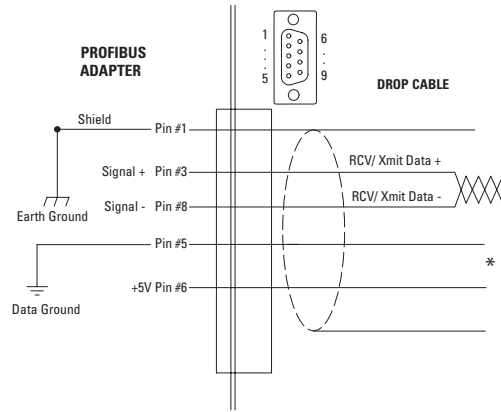 PROFIBUS
ADAPTER
1
.
.
.
5
6
.
.
.
9
DROP CABLE
Shield
Pin #1
Signal + Pin #3
RCV/ Xmit Data +
Signal - Pin #8
RCV/ Xmit Data -
Earth Ground
Pin #5
*
+5V Pin #6
Data Ground